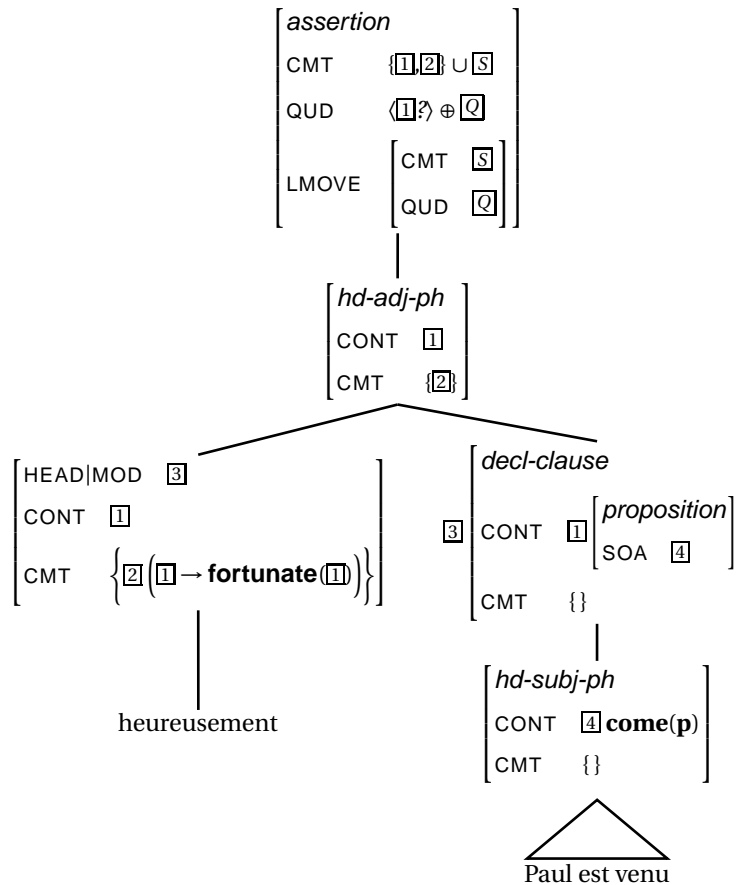 assertion
CMT {1,2} ∪ S
QUD ⟨1?⟩ ⊕ Q
LMOVE
CMT S
QUD Q
hd-adj-ph
CONT 1
CMT {2}
HEAD|MOD 3
CONT 1
CMT {2 (1 → fortunate(1))}
heureusement
decl-clause
3 CONT 1
proposition
SOA 4
CMT {}
hd-subj-ph
CONT 4 come(p)
CMT {}
Paul est venu